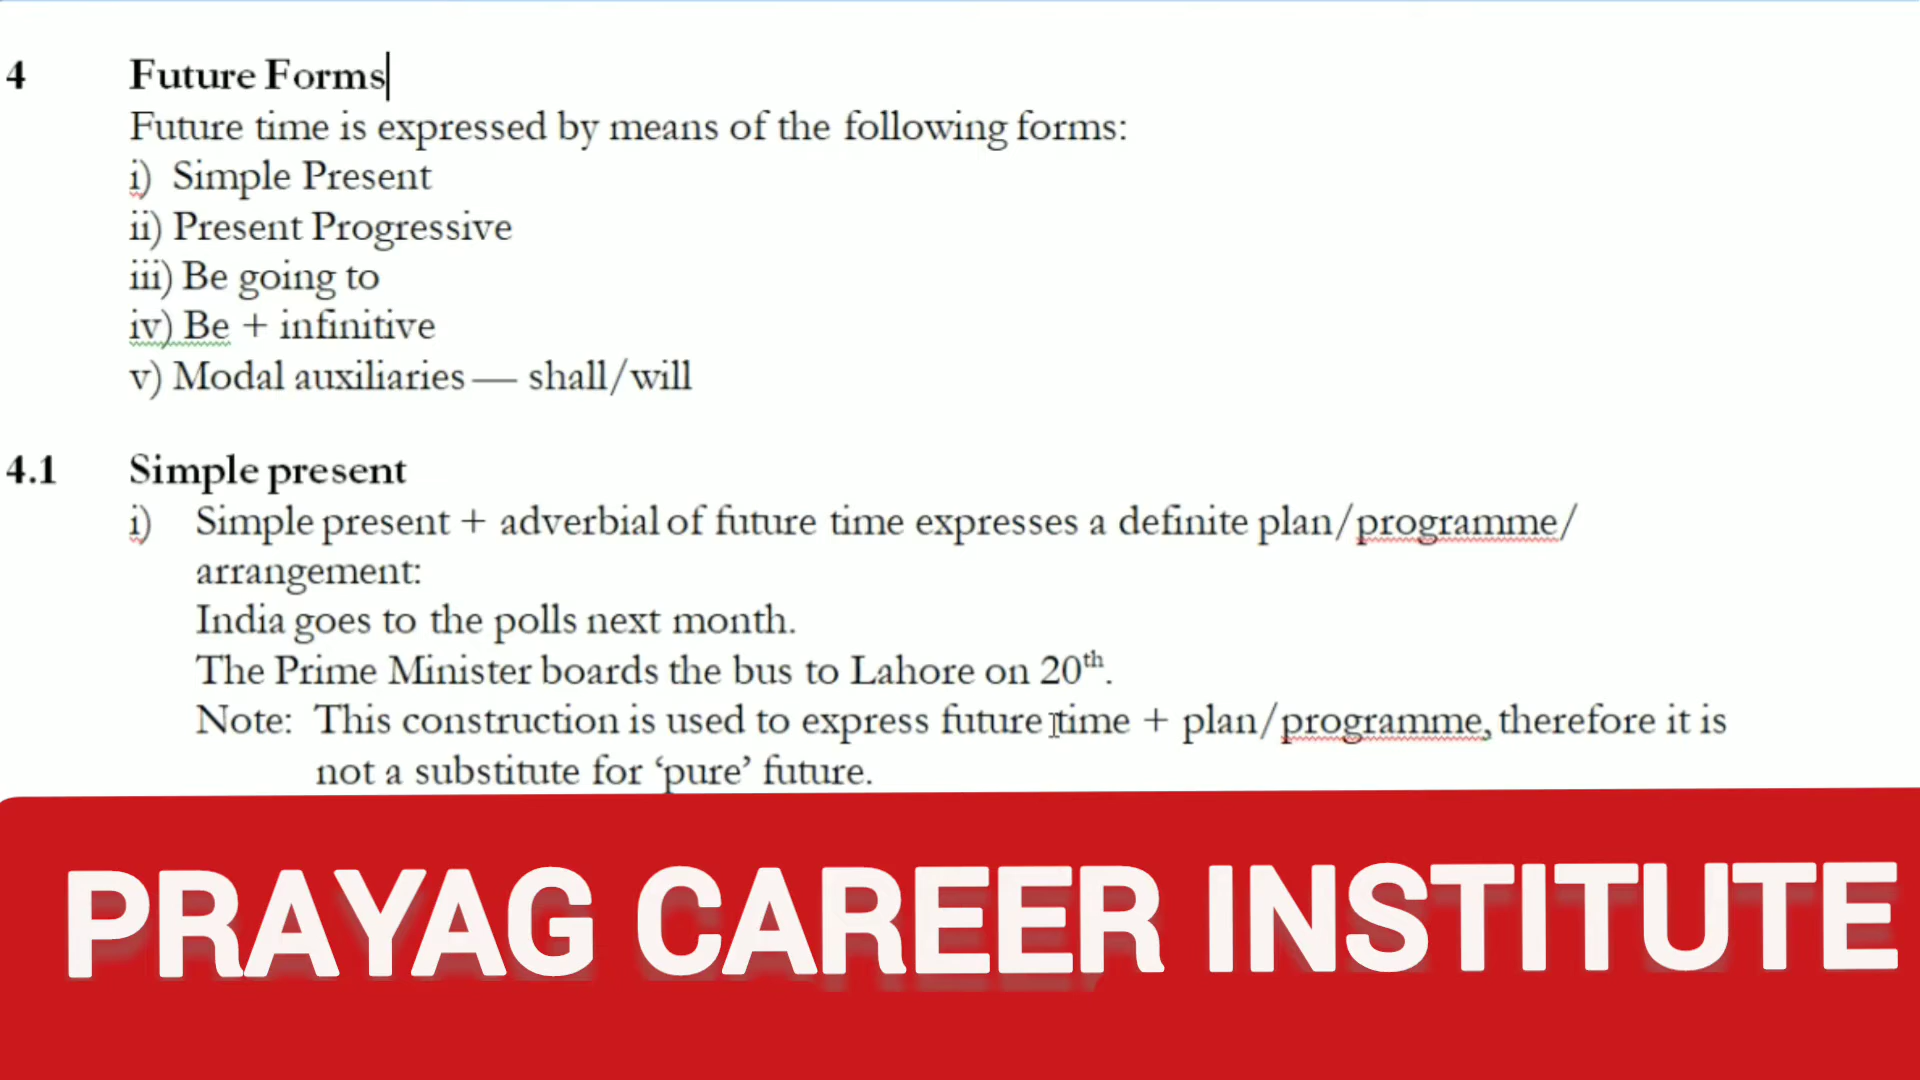 4 Future Forms
Future time is expressed by means of the following forms:
i) Simple Present
ii) Present Progressive
iii) Be going to
iv) Be + infinitive
v) Modal auxiliaries — shall/will
4.1 Simple present
i) Simple present + adverbial of future time expresses a definite plan/programme/
arrangement:
India goes to the polls next month.
The Prime Minister boards the bus to Lahore on 20th.
Note: This construction is used to express future time + plan/programme, therefore it is
not a substitute for ‘pure’ future.
PRAYAG CAREER INSTITUTE